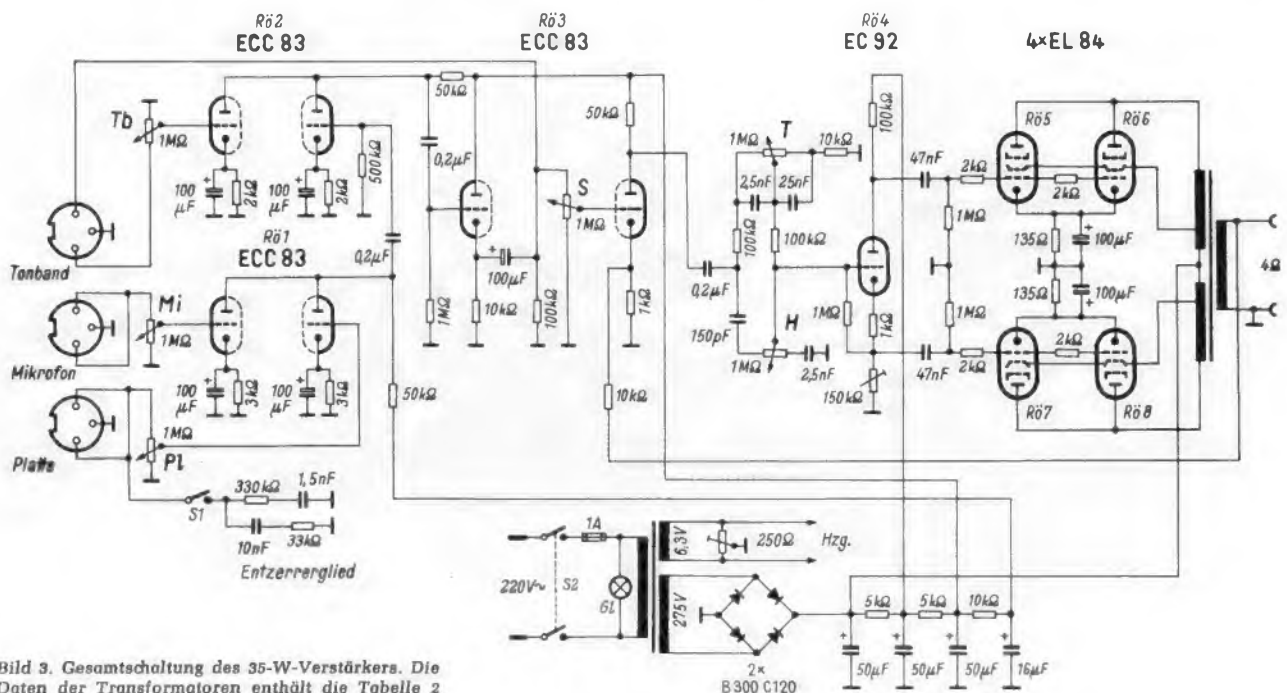 Rö2
ECC 83
Rö3
ECC 83
Rö4
EC 92
4×EL 84
Tb
1MΩ
100 µF
2kΩ
100 µF
2kΩ
500kΩ
0,2µF
Tonband
Rö1
ECC 83
Mi
1MΩ
Mikrofon
100 µF
3kΩ
100 µF
3kΩ
50kΩ
1MΩ
Pl
Platte
S1
330kΩ
1,5nF
10nF
33kΩ
Entzerrerglied
50kΩ
0,2µF
1MΩ
10kΩ
100µF
100kΩ
S
1MΩ
50kΩ
1kΩ
10kΩ
0,2µF
1MΩ
T
10kΩ
2,5nF
25nF
100kΩ
100kΩ
150pF
H
1MΩ
2,5nF
100kΩ
1MΩ
1kΩ
150kΩ
47nF
47nF
1MΩ
1MΩ
2kΩ
2kΩ
Rö5
Rö6
2kΩ
135Ω
100µF
135Ω
100µF
2kΩ
Rö7
Rö8
4Ω
220V~
S2
1A
Gl
6,3V
250Ω
Hzg.
275V
2×
B300 C120
5kΩ
5kΩ
10kΩ
50µF
50µF
50µF
16µF
Bild 3. Gesamtschaltung des 35-W-Verstärkers. Die
Daten der Transformatoren enthält die Tabelle 2